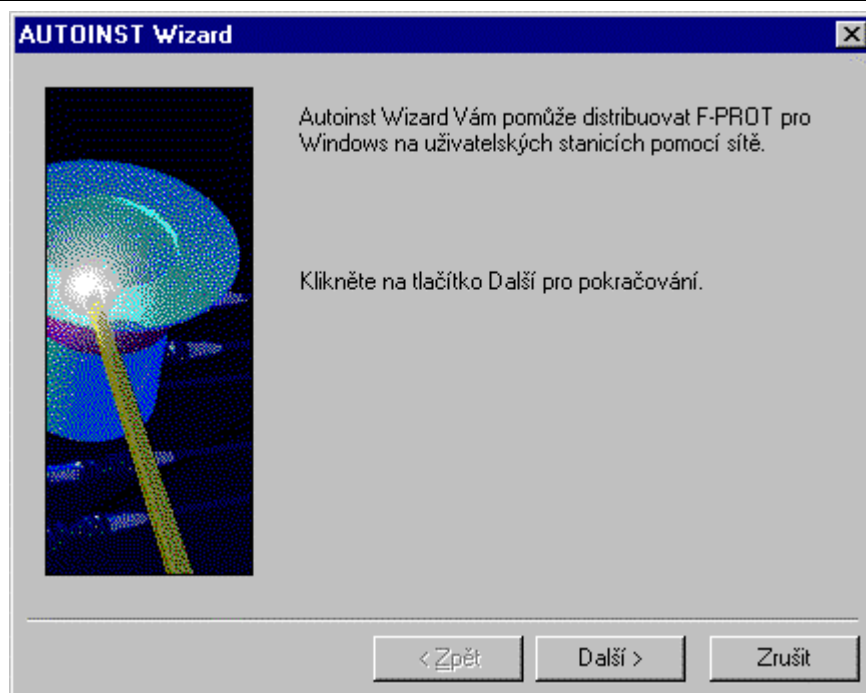 AUTOINST Wizard
Autoinst Wizard Vám pomůže distribuovat F-PROT pro
Windows na uživatelských stanicích pomocí sítě.
Klikněte na tlačítko Další pro pokračování.
< Zpět Další > Zrušit